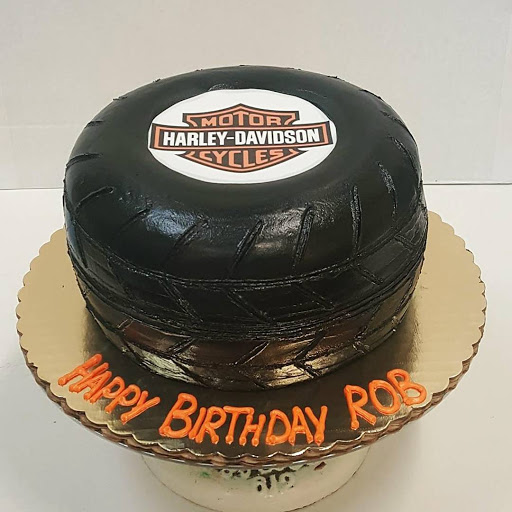 MOTOR
HARLEY-DAVIDSON
CYCLES
HAPPY BIRTHDAY ROB